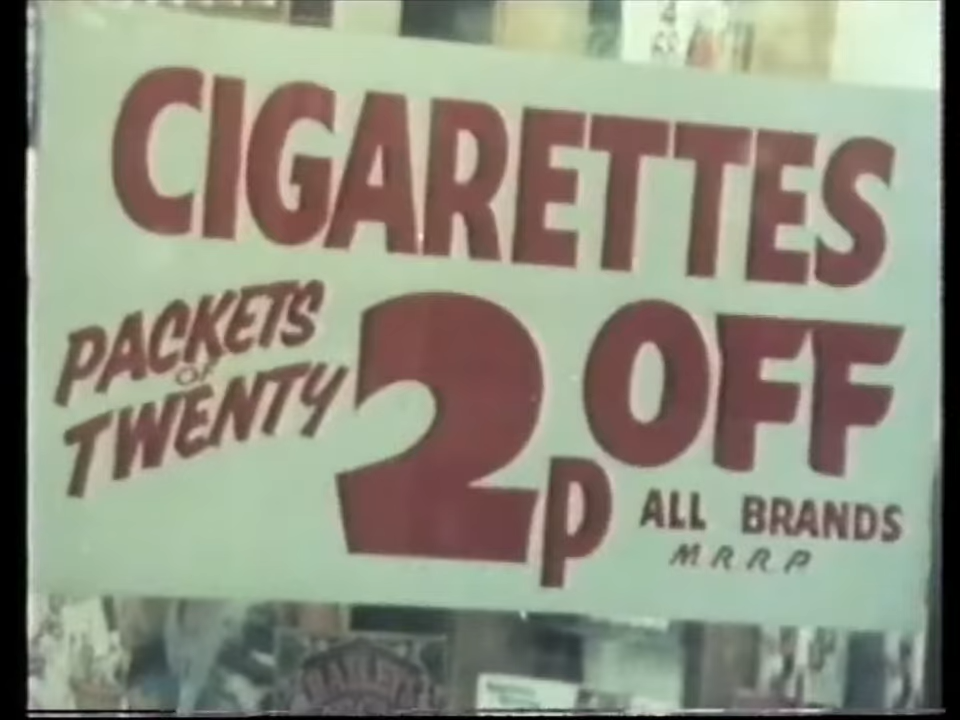 CIGARETTES
PACKETS
OF
TWENTY
2p OFF
ALL BRANDS
M R R P